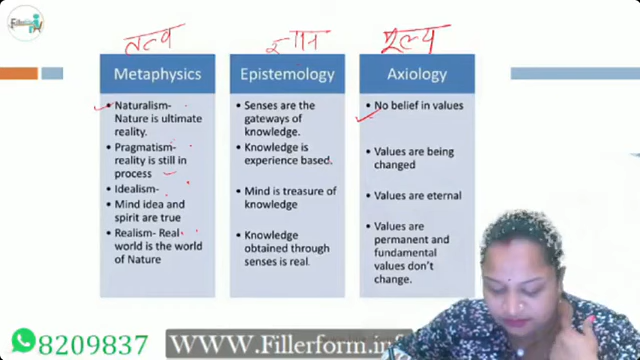 Fillerform
तत्व
ज्ञान
मूल्य
Metaphysics
• Naturalism-
Nature is ultimate
reality.
• Pragmatism-
reality is still in
process
• Idealism-
• Mind idea and
spirit are true
• Realism- Real
world is the world
of Nature
Epistemology
• Senses are the
gateways of
knowledge.
• Knowledge is
experience based.
• Mind is treasure of
knowledge
• Knowledge
obtained through
senses is real.
Axiology
• No belief in values
• Values are being
changed
• Values are eternal
• Values are
permanent and
fundamental
values don't
change.
8209837
WWW.Fillerform.inf